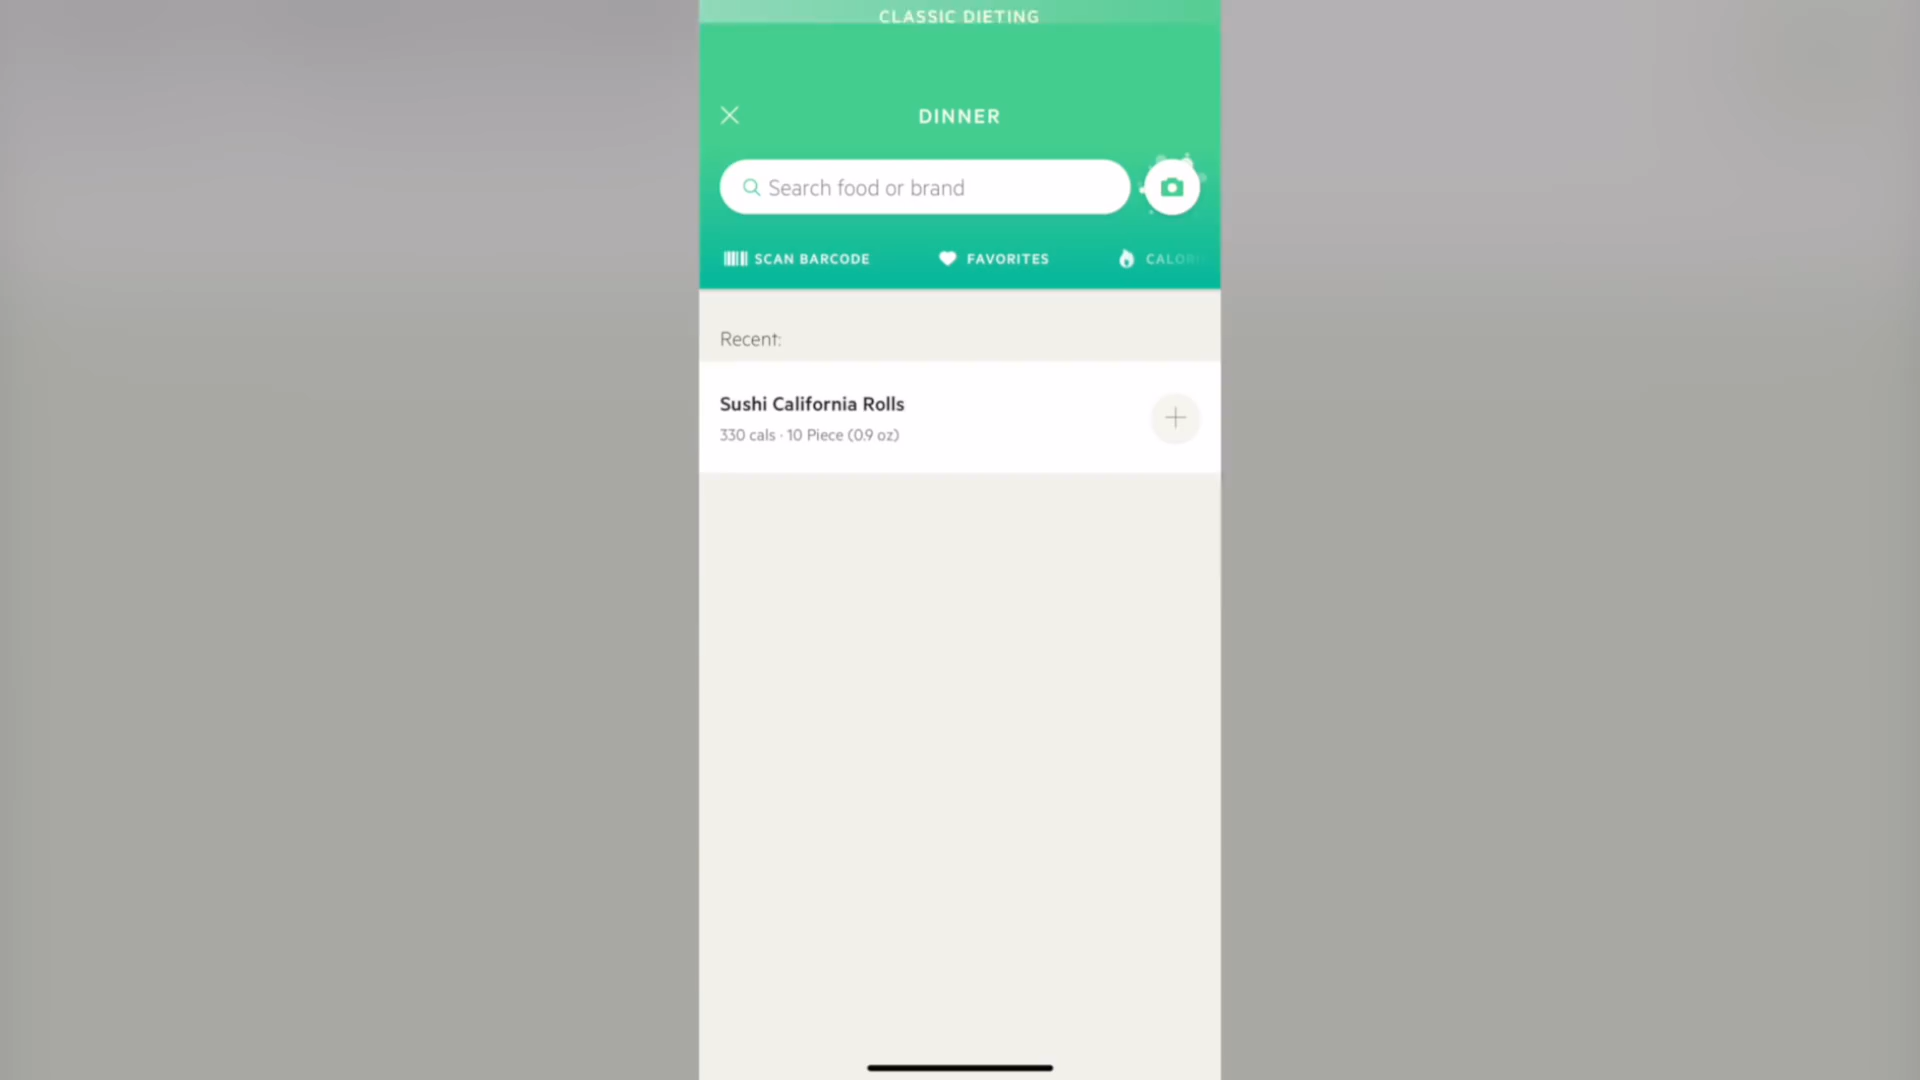 CLASSIC DIETING
DINNER
Search food or brand
SCAN BARCODE
FAVORITES
Recent:
Sushi California Rolls
330 cals · 10 Piece (0.9 oz)